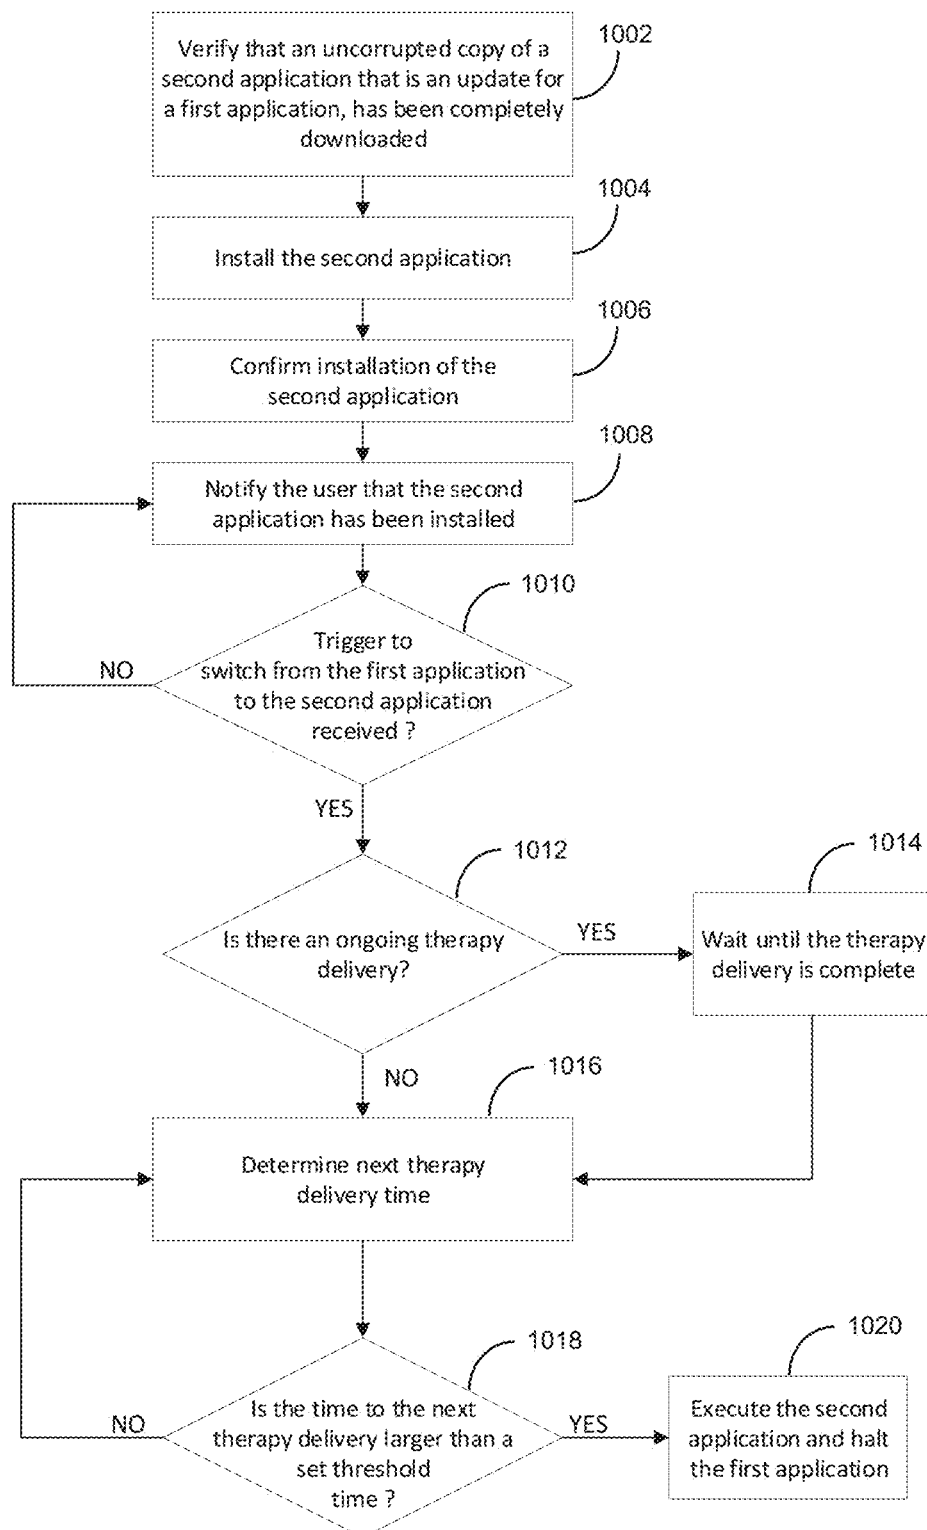 1002
Verify that an uncorrupted copy of a
second application that is an update for
a first application, has been completely
downloaded
1004
Install the second application
1006
Confirm installation of the
second application
1008
Notify the user that the second
application has been installed
1010
Trigger to
switch from the first application
to the second application
received ?
NO
YES
1012
Is there an ongoing therapy
delivery?
YES
1014
Wait until the therapy
delivery is complete
NO
1016
Determine next therapy
delivery time
1018
Is the time to the next
therapy delivery larger than a
set threshold
time ?
NO
YES
1020
Execute the second
application and halt
the first application